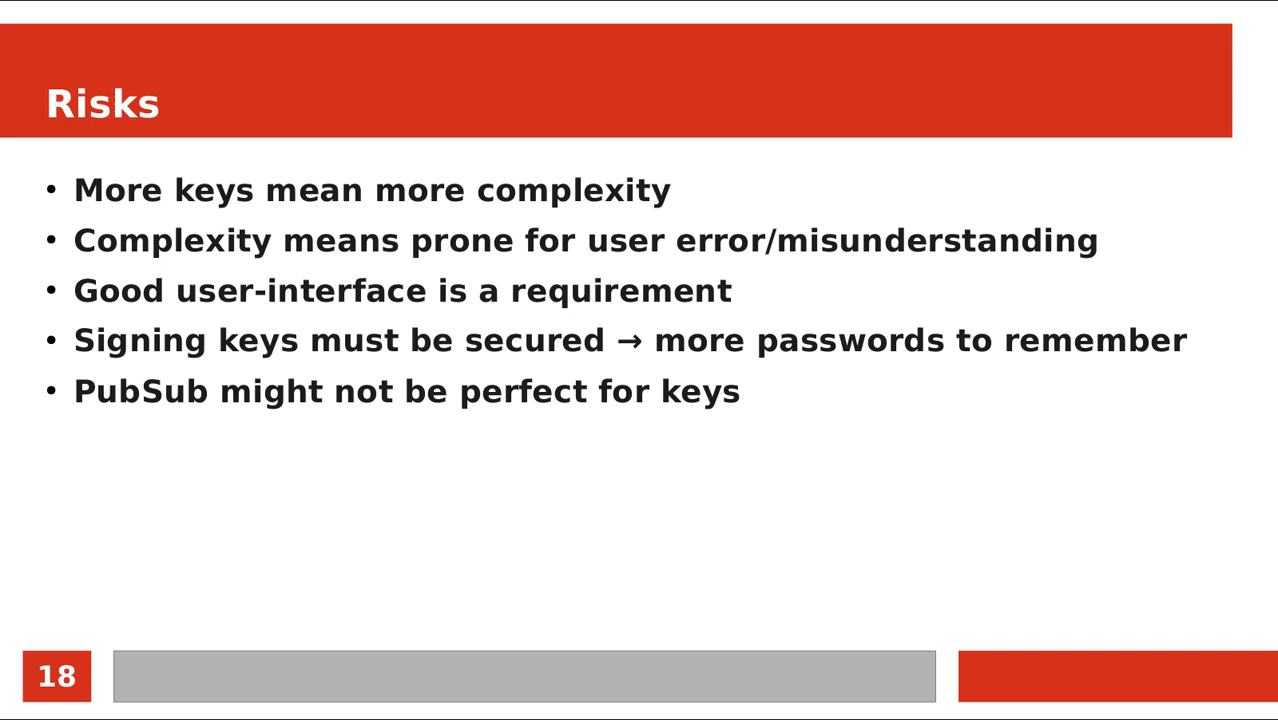 Risks
• More keys mean more complexity
• Complexity means prone for user error/misunderstanding
• Good user-interface is a requirement
• Signing keys must be secured → more passwords to remember
• PubSub might not be perfect for keys
18